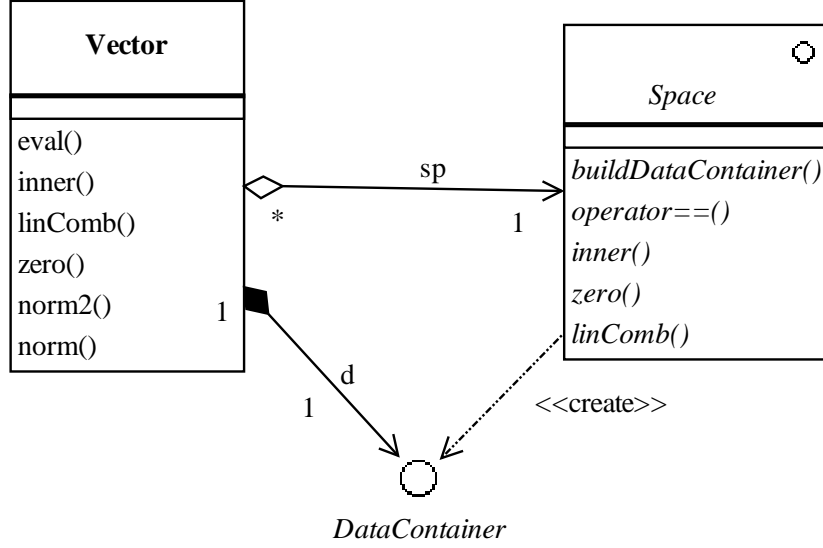 Vector
eval()
inner()
linComb()
zero()
norm2()
norm()
Space
buildDataContainer()
operator==()
inner()
zero()
linComb()
sp
*
1
1
d
1
<<create>>
DataContainer